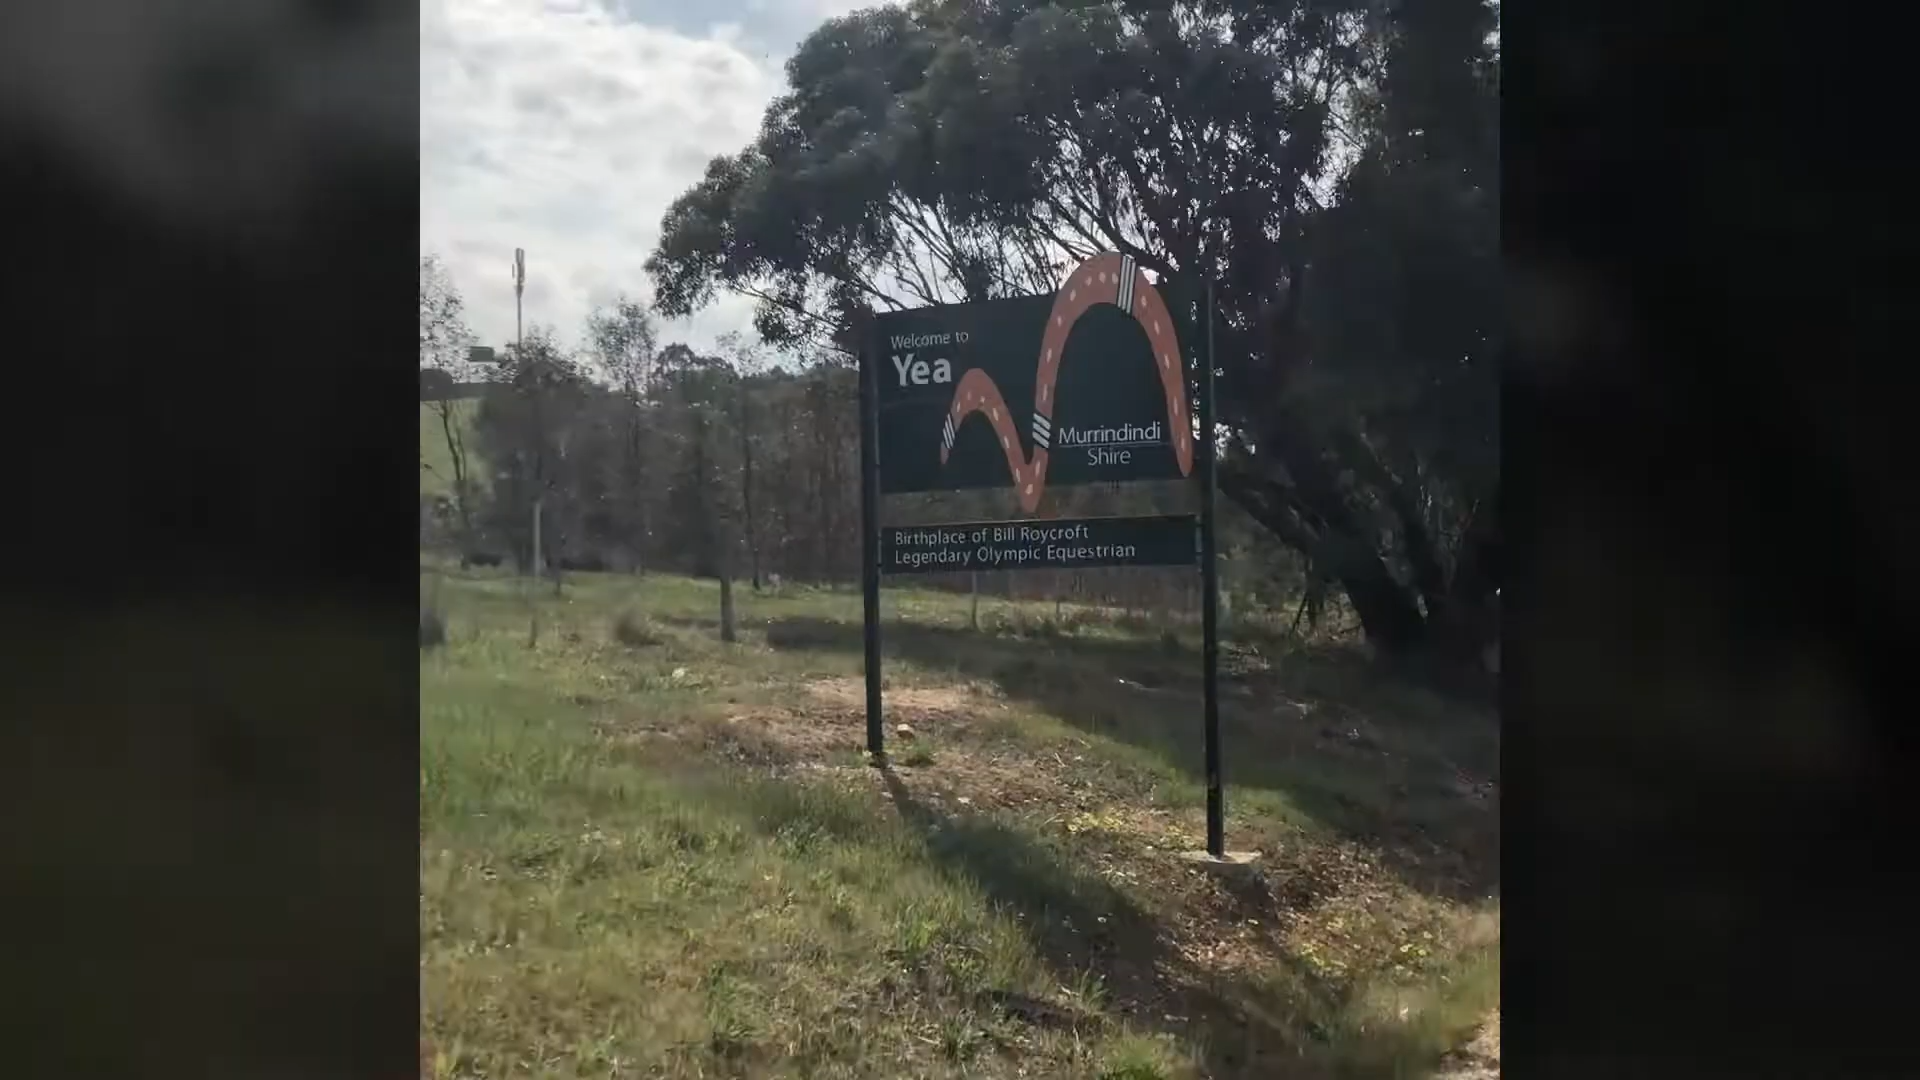 Welcome to
Yea
Murrindindi
Shire
Birthplace of Bill Roycroft
Legendary Olympic Equestrian